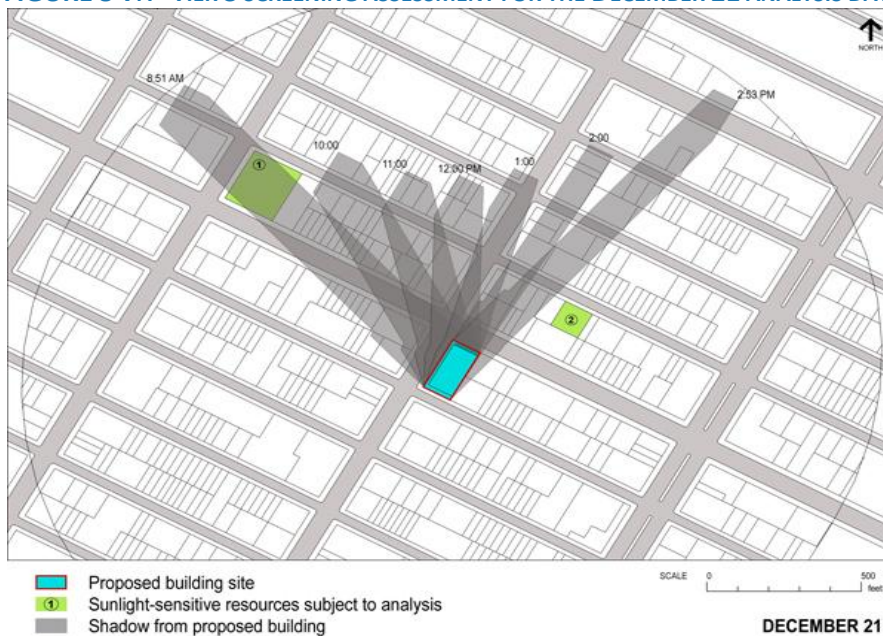 8:51 AM
2:53 PM
NORTH
10:00
11:00
12:00 PM
1:00
2:00
①
②
Proposed building site
① Sunlight-sensitive resources subject to analysis
Shadow from proposed building
SCALE 0 500 feet
DECEMBER 21